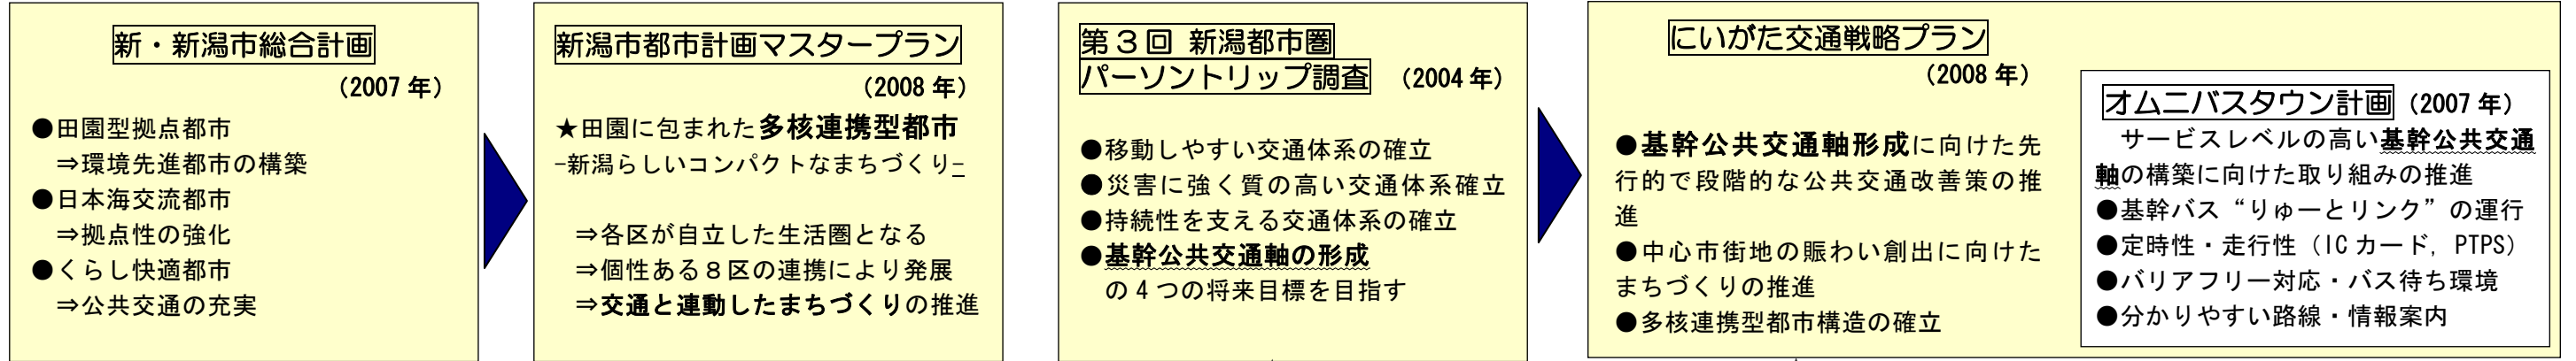 新・新潟市総合計画
（2007 年）
●田園型拠点都市
⇒環境先進都市の構築
●日本海交流都市
⇒拠点性の強化
●くらし快適都市
⇒公共交通の充実
新潟市都市計画マスタープラン
（2008 年）
★田園に包まれた多核連携型都市
−新潟らしいコンパクトなまちづくり−
⇒各区が自立した生活圏となる
⇒個性ある８区の連携により発展
⇒交通と連動したまちづくりの推進
第３回 新潟都市圏
パーソントリップ調査 （2004 年）
●移動しやすい交通体系の確立
●災害に強く質の高い交通体系確立
●持続性を支える交通体系の確立
●基幹公共交通軸の形成
の 4 つの将来目標を目指す
にいがた交通戦略プラン
（2008 年）
●基幹公共交通軸形成に向けた先
行的で段階的な公共交通改善策の推
進
●中心市街地の賑わい創出に向けた
まちづくりの推進
●多核連携型都市構造の確立
オムニバスタウン計画（2007 年）
サービスレベルの高い基幹公共交通
軸の構築に向けた取り組みの推進
●基幹バス“りゅーとリンク”の運行
●定時性・走行性（IC カード，PTPS）
●バリアフリー対応・バス待ち環境
●分かりやすい路線・情報案内